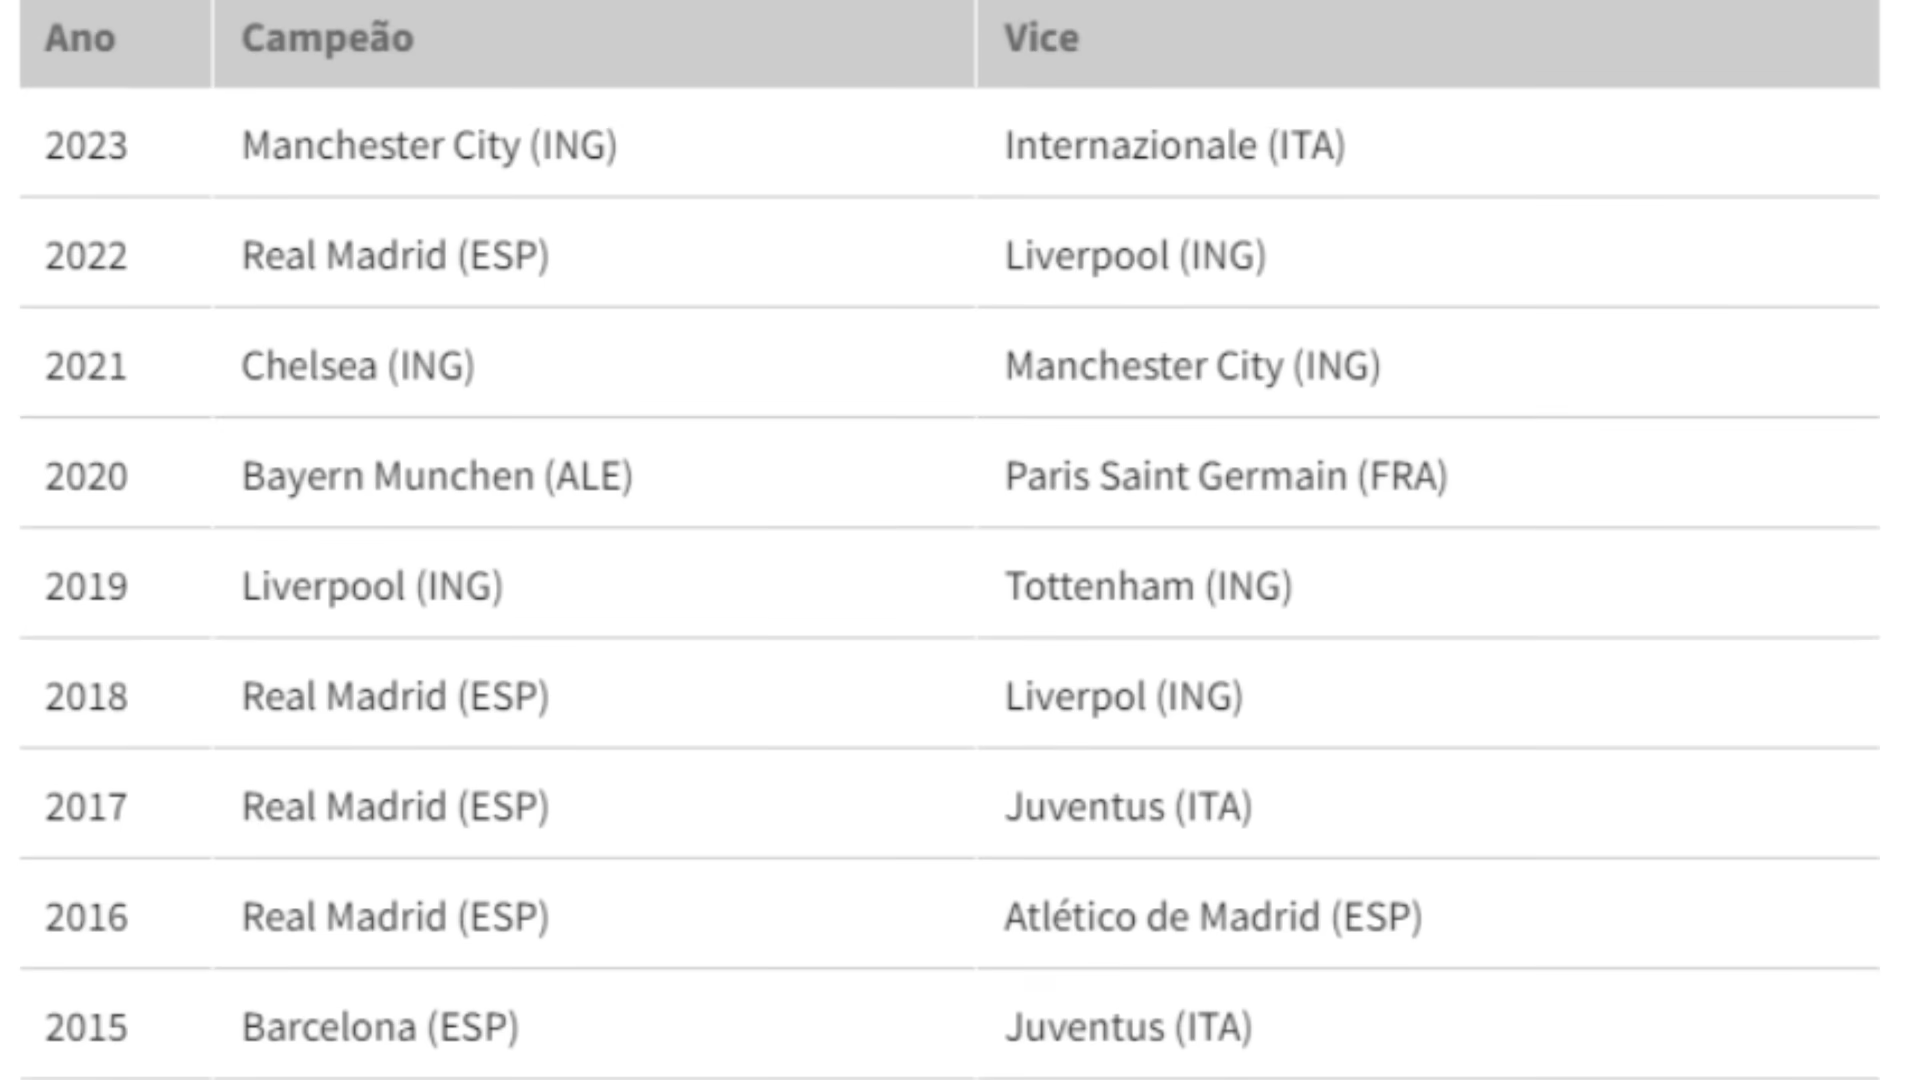 Ano Campeão Vice
2023 Manchester City (ING) Internazionale (ITA)
2022 Real Madrid (ESP) Liverpool (ING)
2021 Chelsea (ING) Manchester City (ING)
2020 Bayern Munchen (ALE) Paris Saint Germain (FRA)
2019 Liverpool (ING) Tottenham (ING)
2018 Real Madrid (ESP) Liverpol (ING)
2017 Real Madrid (ESP) Juventus (ITA)
2016 Real Madrid (ESP) Atlético de Madrid (ESP)
2015 Barcelona (ESP) Juventus (ITA)